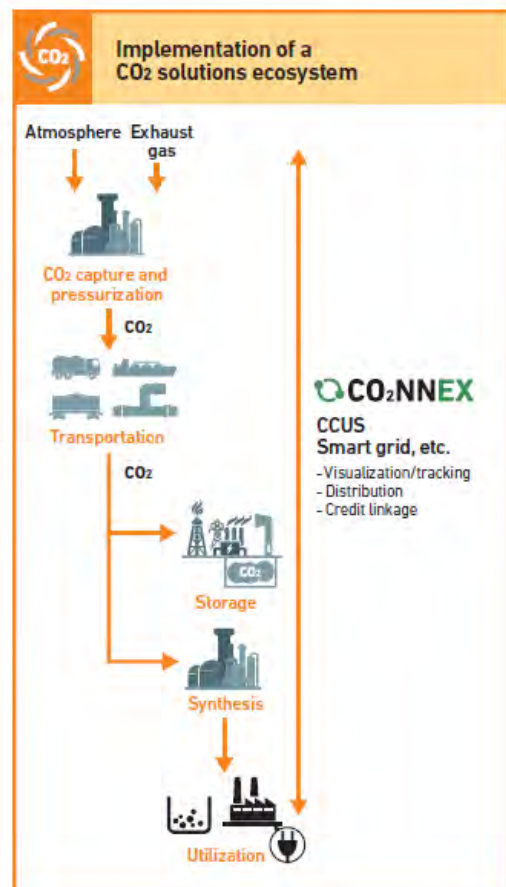 CO₂
Implementation of a
CO₂ solutions ecosystem
Atmosphere
Exhaust
gas
CO₂ capture and
pressurization
CO₂
Transportation
CO₂
CO₂
Storage
Synthesis
Utilization
CO₂NNEX
CCUS
Smart grid, etc.
- Visualization/tracking
- Distribution
- Credit linkage